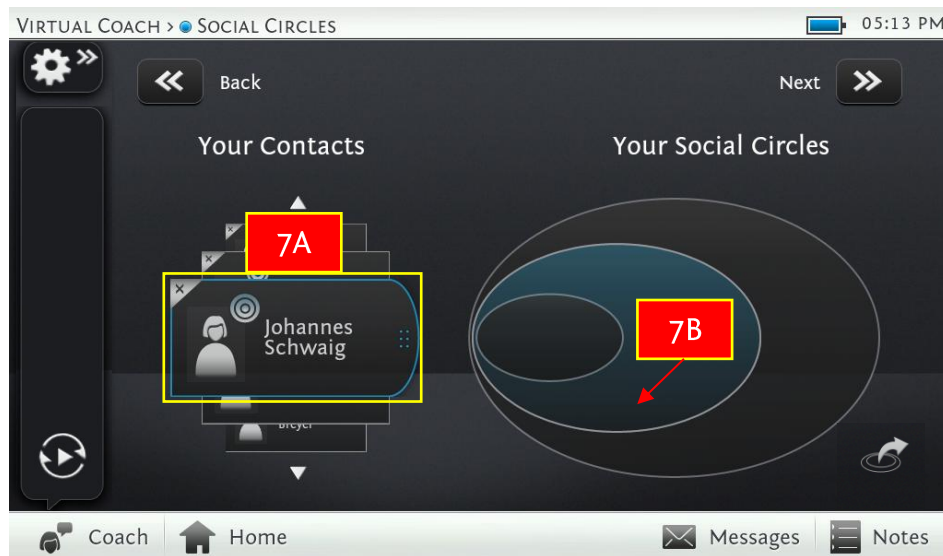 VIRTUAL COACH > SOCIAL CIRCLES 05:13 PM
Back Next
Your Contacts Your Social Circles
7A
Johannes
Schwaig
7B
Breyer
Coach Home Messages Notes